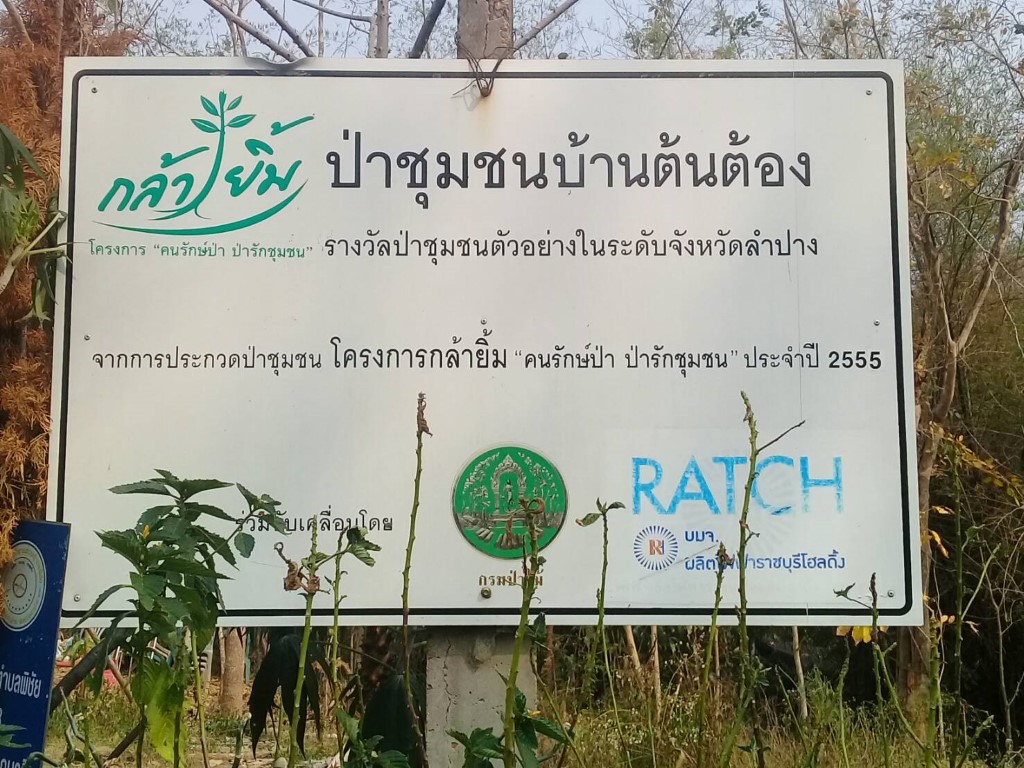 กล้ายิ้ม
ป่าชุมชนบ้านต้นต้อง
โครงการ "คนรักษ์ป่า ป่ารักชุมชน"
รางวัลป่าชุมชนตัวอย่างในระดับจังหวัดลำปาง
จากการประกวดป่าชุมชน โครงการกล้ายิ้ม "คนรักษ์ป่า ป่ารักชุมชน" ประจำปี 2555
ร่วมขับเคลื่อนโดย
กรมป่าไม้
RATCH
บมจ.
ผลิตไฟฟ้าราชบุรีโฮลดิ้ง
ตำบลพิชัย